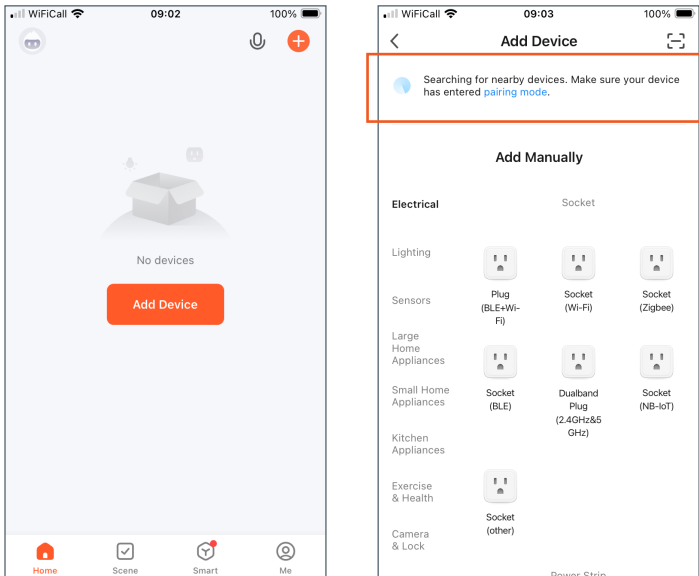 WiFiCall 09:02 100%
No devices
Add Device
Home Scene Smart Me
WiFiCall 09:03 100%
Add Device
Searching for nearby devices. Make sure your device
has entered pairing mode.
Add Manually
Electrical
Lighting
Sensors
Large
Home
Appliances
Small Home
Appliances
Kitchen
Appliances
Exercise
& Health
Camera
& Lock
Socket
Plug
(BLE+Wi-
Fi)
Socket
(Wi-Fi)
Socket
(Zigbee)
Socket
(BLE)
Dualband
Plug
(2.4GHz&5
GHz)
Socket
(NB-IoT)
Socket
(other)
Power Strip